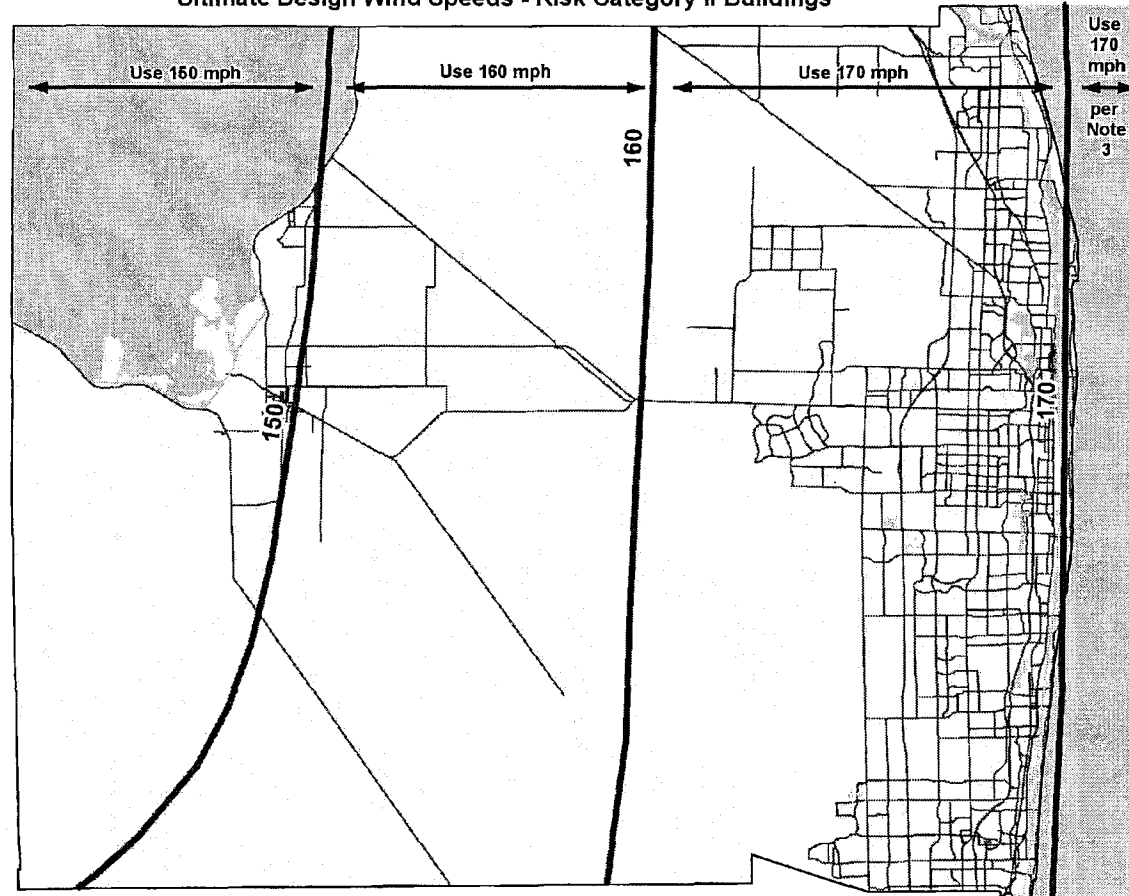 Ultimate Design Wind Speeds - Risk Category II Buildings
Use 150 mph
Use 160 mph
Use 170 mph
Use
170
mph
per
Note
3
160
150
170